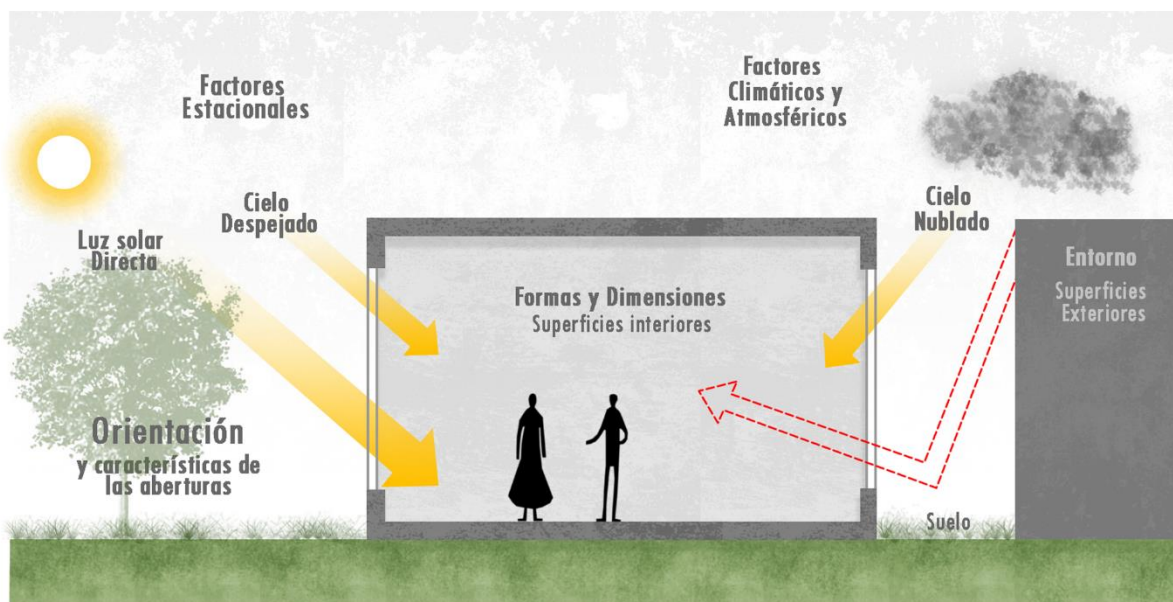 Factores
Estacionales
Factores
Climáticos y
Atmosféricos
Cielo
Despejado
Cielo
Nublado
Luz solar
Directa
Entorno
Superficies
Exteriores
Formas y Dimensiones
Superficies interiores
Orientación
y características de
las aberturas
Suelo